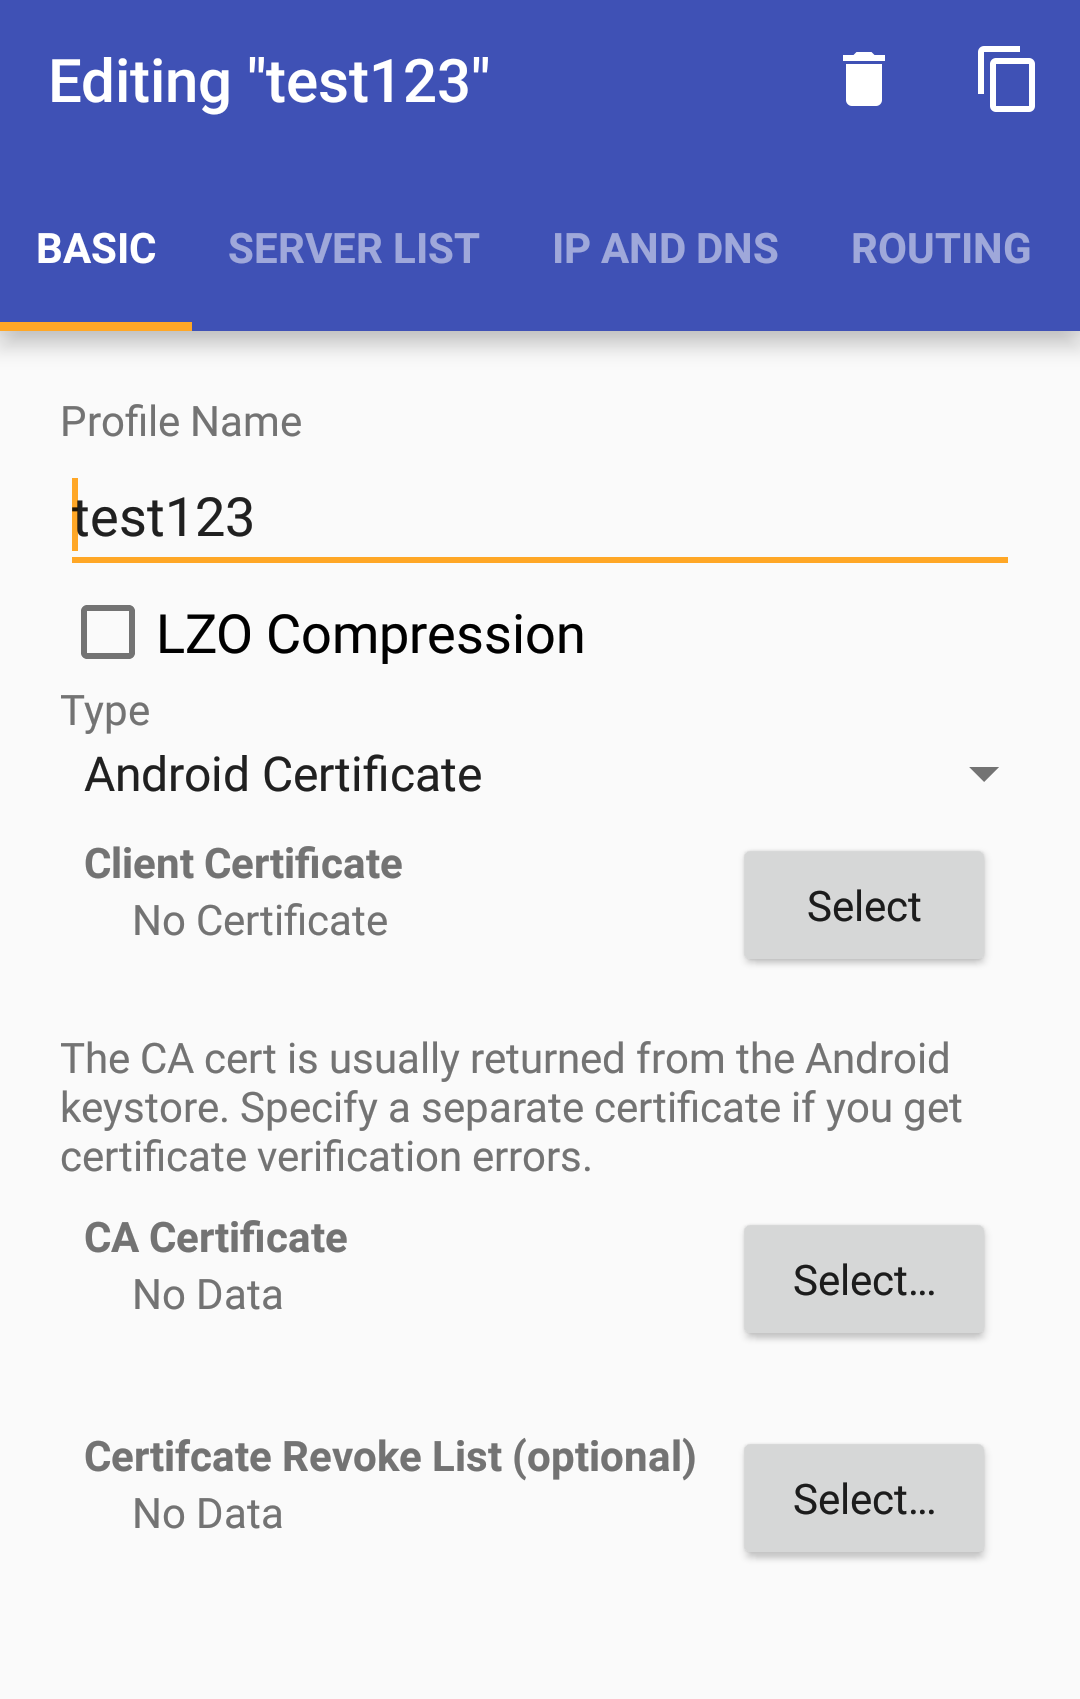 Editing "test123"
BASIC SERVER LIST IP AND DNS ROUTING
Profile Name
test123
LZO Compression
Type
Android Certificate
Client Certificate
No Certificate
Select
The CA cert is usually returned from the Android
keystore. Specify a separate certificate if you get
certificate verification errors.
CA Certificate
No Data
Select…
Certifcate Revoke List (optional)
No Data
Select…